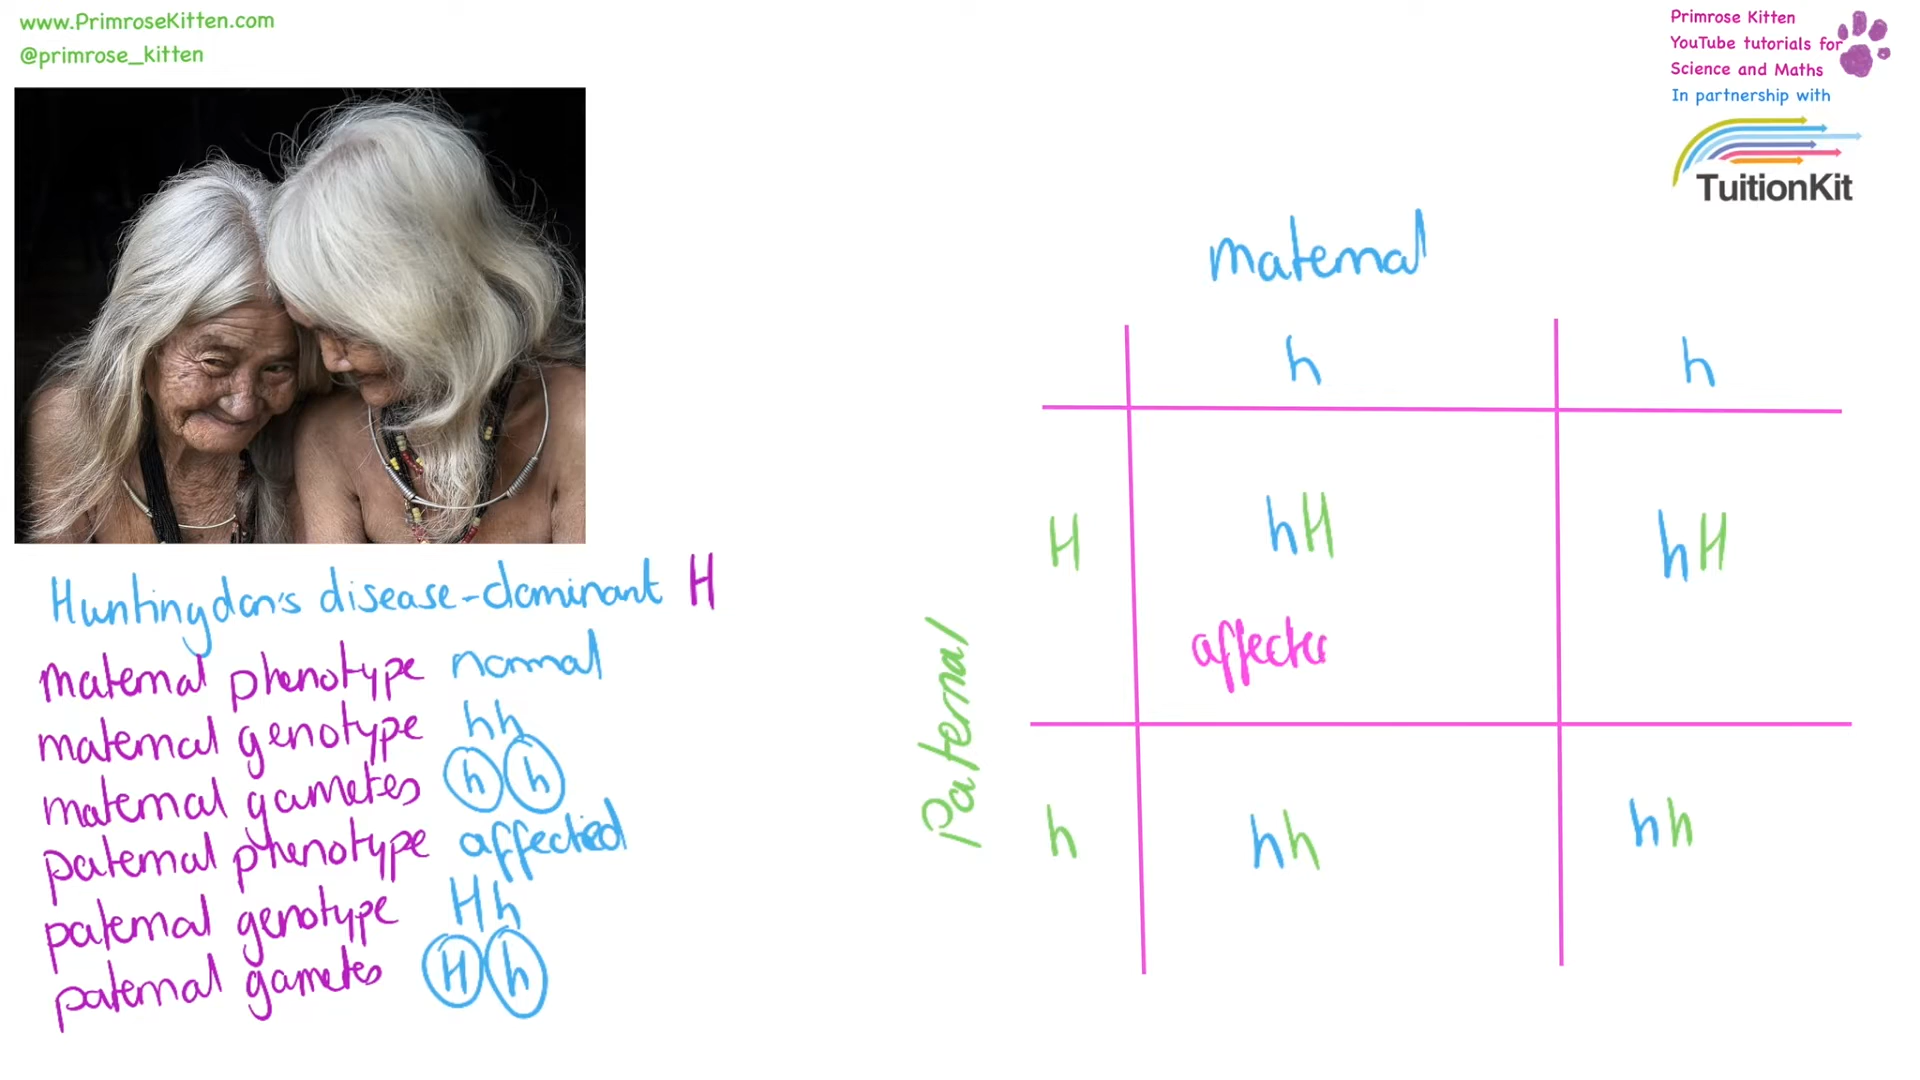 www.PrimroseKitten.com
@primrose_kitten
Primrose Kitten
YouTube tutorials for
Science and Maths
In partnership with
TuitionKit
Huntingdon's disease-dominant H
maternal phenotype normal
maternal genotype hh
maternal gametes h h
paternal phenotype affected
paternal genotype Hh
paternal gametes H h
maternal
h h
Paternal
H hH hH
affected
h hh hh